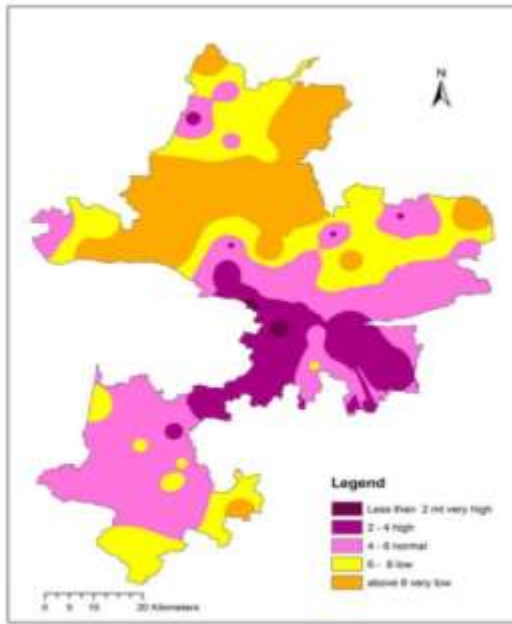 N
Legend
Less than 2 mt very high
2 - 4 high
4 - 6 normal
6 - 8 low
above 8 very low
0 5 10 20 Kilometers